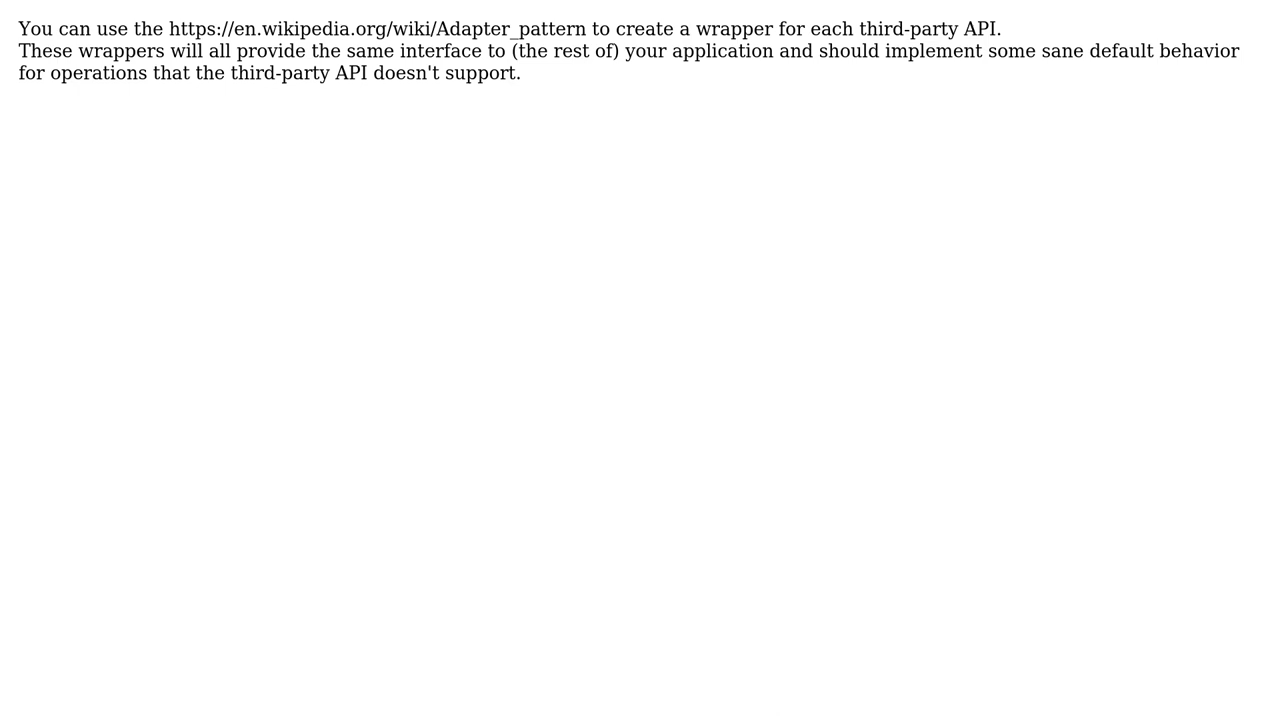 You can use the https://en.wikipedia.org/wiki/Adapter_pattern to create a wrapper for each third-party API.
These wrappers will all provide the same interface to (the rest of) your application and should implement some sane default behavior
for operations that the third-party API doesn't support.